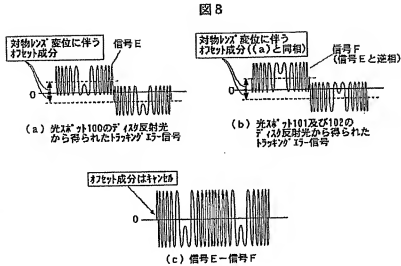 図8
対物レンズ変位に伴う
オフセット成分
信号E
0
(a) 光スポット100のディスク反射光
から得られたトラッキングエラー信号
対物レンズ変位に伴う
オフセット成分((a)と同相)
信号F
(信号Eと逆相)
0
(b) 光スポット101及び102の
ディスク反射光から得られた
トラッキングエラー信号
オフセット成分はキャンセル
0
(c) 信号E-信号F